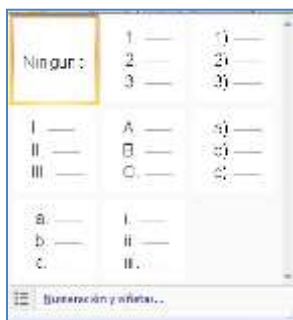 Ninguno
1. 2. 3.
1) 2) 3)
I. II. III.
A. B. C.
a) b) c)
a. b. c.
i. ii. iii.
Numeración y viñetas...